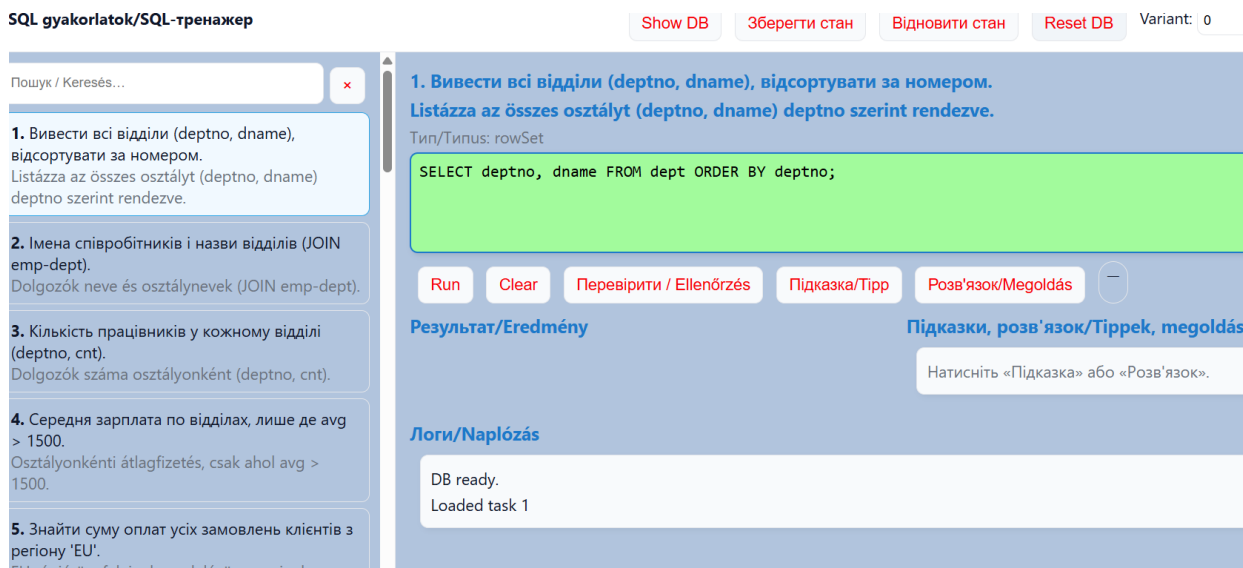 SQL gyakorlatok/SQL-тренажер
Show DB
Зберегти стан
Відновити стан
Reset DB
Variant: 0
Пошук / Keresés...
×
1. Вивести всі відділи (deptno, dname),
відсортувати за номером.
Listázza az összes osztályt (deptno, dname)
deptno szerint rendezve.
2. Імена співробітників і назви відділів (JOIN
emp-dept).
Dolgozók neve és osztálynevek (JOIN emp-dept).
3. Кількість працівників у кожному відділі
(deptno, cnt).
Dolgozók száma osztályonként (deptno, cnt).
4. Середня зарплата по відділах, лише де avg
> 1500.
Osztályonkénti átlagfizetés, csak ahol avg >
1500.
5. Знайти суму оплат усіх замовлень клієнтів з
регіону 'EU'.
1. Вивести всі відділи (deptno, dname), відсортувати за номером.
Listázza az összes osztályt (deptno, dname) deptno szerint rendezve.
Тип/Típus: rowSet
SELECT deptno, dname FROM dept ORDER BY deptno;
Run
Clear
Перевірити / Ellenőrzés
Підказка/Tipp
Розв'язок/Megoldás
—
Результат/Eredmény
Підказки, розв'язок/Tippek, megoldás
Натисніть «Підказка» або «Розв'язок».
Логи/Naplózás
DB ready.
Loaded task 1